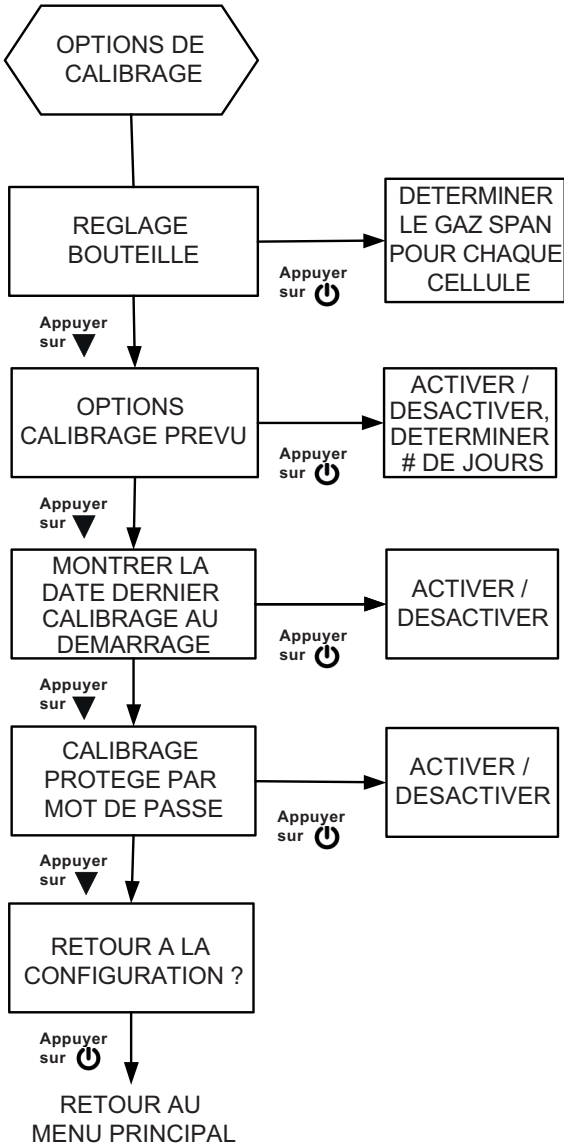 OPTIONS DE
CALIBRAGE
REGLAGE
BOUTEILLE
Appuyer
sur
DETERMINER
LE GAZ SPAN
POUR CHAQUE
CELLULE
Appuyer
sur
OPTIONS
CALIBRAGE PREVU
Appuyer
sur
ACTIVER /
DESACTIVER,
DETERMINER
# DE JOURS
Appuyer
sur
MONTRER LA
DATE DERNIER
CALIBRAGE AU
DEMARRAGE
Appuyer
sur
ACTIVER /
DESACTIVER
Appuyer
sur
CALIBRAGE
PROTEGE PAR
MOT DE PASSE
Appuyer
sur
ACTIVER /
DESACTIVER
Appuyer
sur
RETOUR A LA
CONFIGURATION ?
Appuyer
sur
RETOUR AU
MENU PRINCIPAL